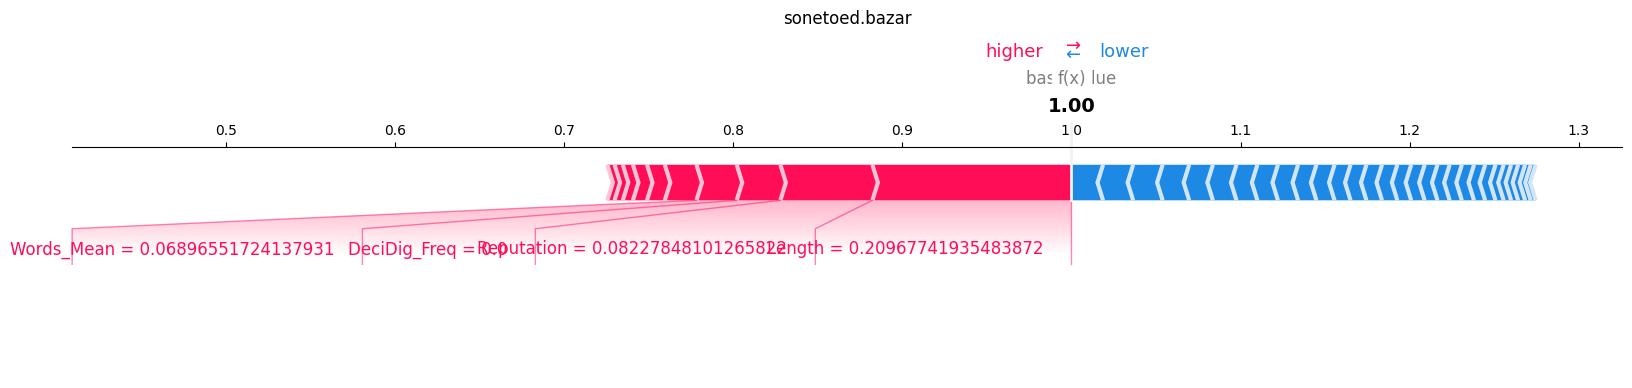 sonetoed.bazar
higher ⇄ lower
bas f(x) lue
1.00
0.5 0.6 0.7 0.8 0.9 1.0 1.1 1.2 1.3
Words_Mean = 0.06896551724137931 DeciDig_Freq = 0.0 Reputation = 0.08227848101265822 Length = 0.20967741935483872